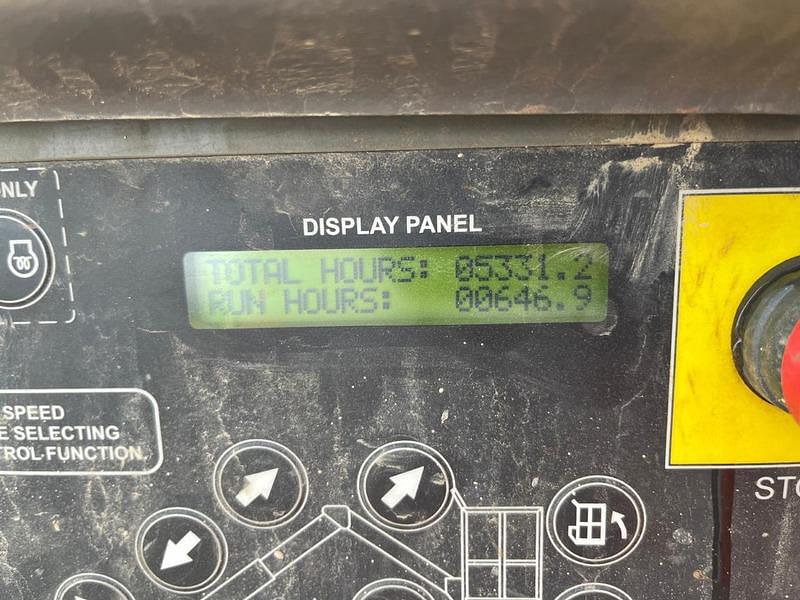 ONLY
DISPLAY PANEL
TOTAL HOURS: 05331.2
RUN HOURS: 00646.9
SPEED
SELECTING
FUNCTION